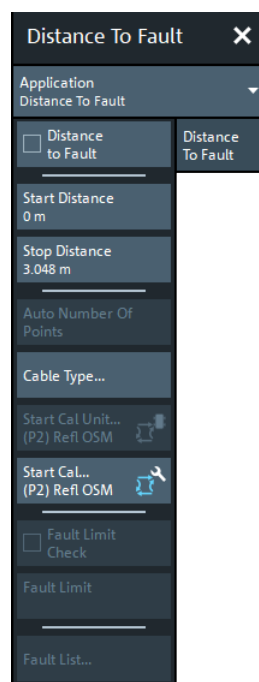 Distance To Fault
Application
Distance To Fault
Distance
to Fault
Distance
To Fault
Start Distance
0 m
Stop Distance
3.048 m
Auto Number Of
Points
Cable Type...
Start Cal Unit...
(P2) Refl OSM
Start Cal...
(P2) Refl OSM
Fault Limit
Check
Fault Limit
Fault List...